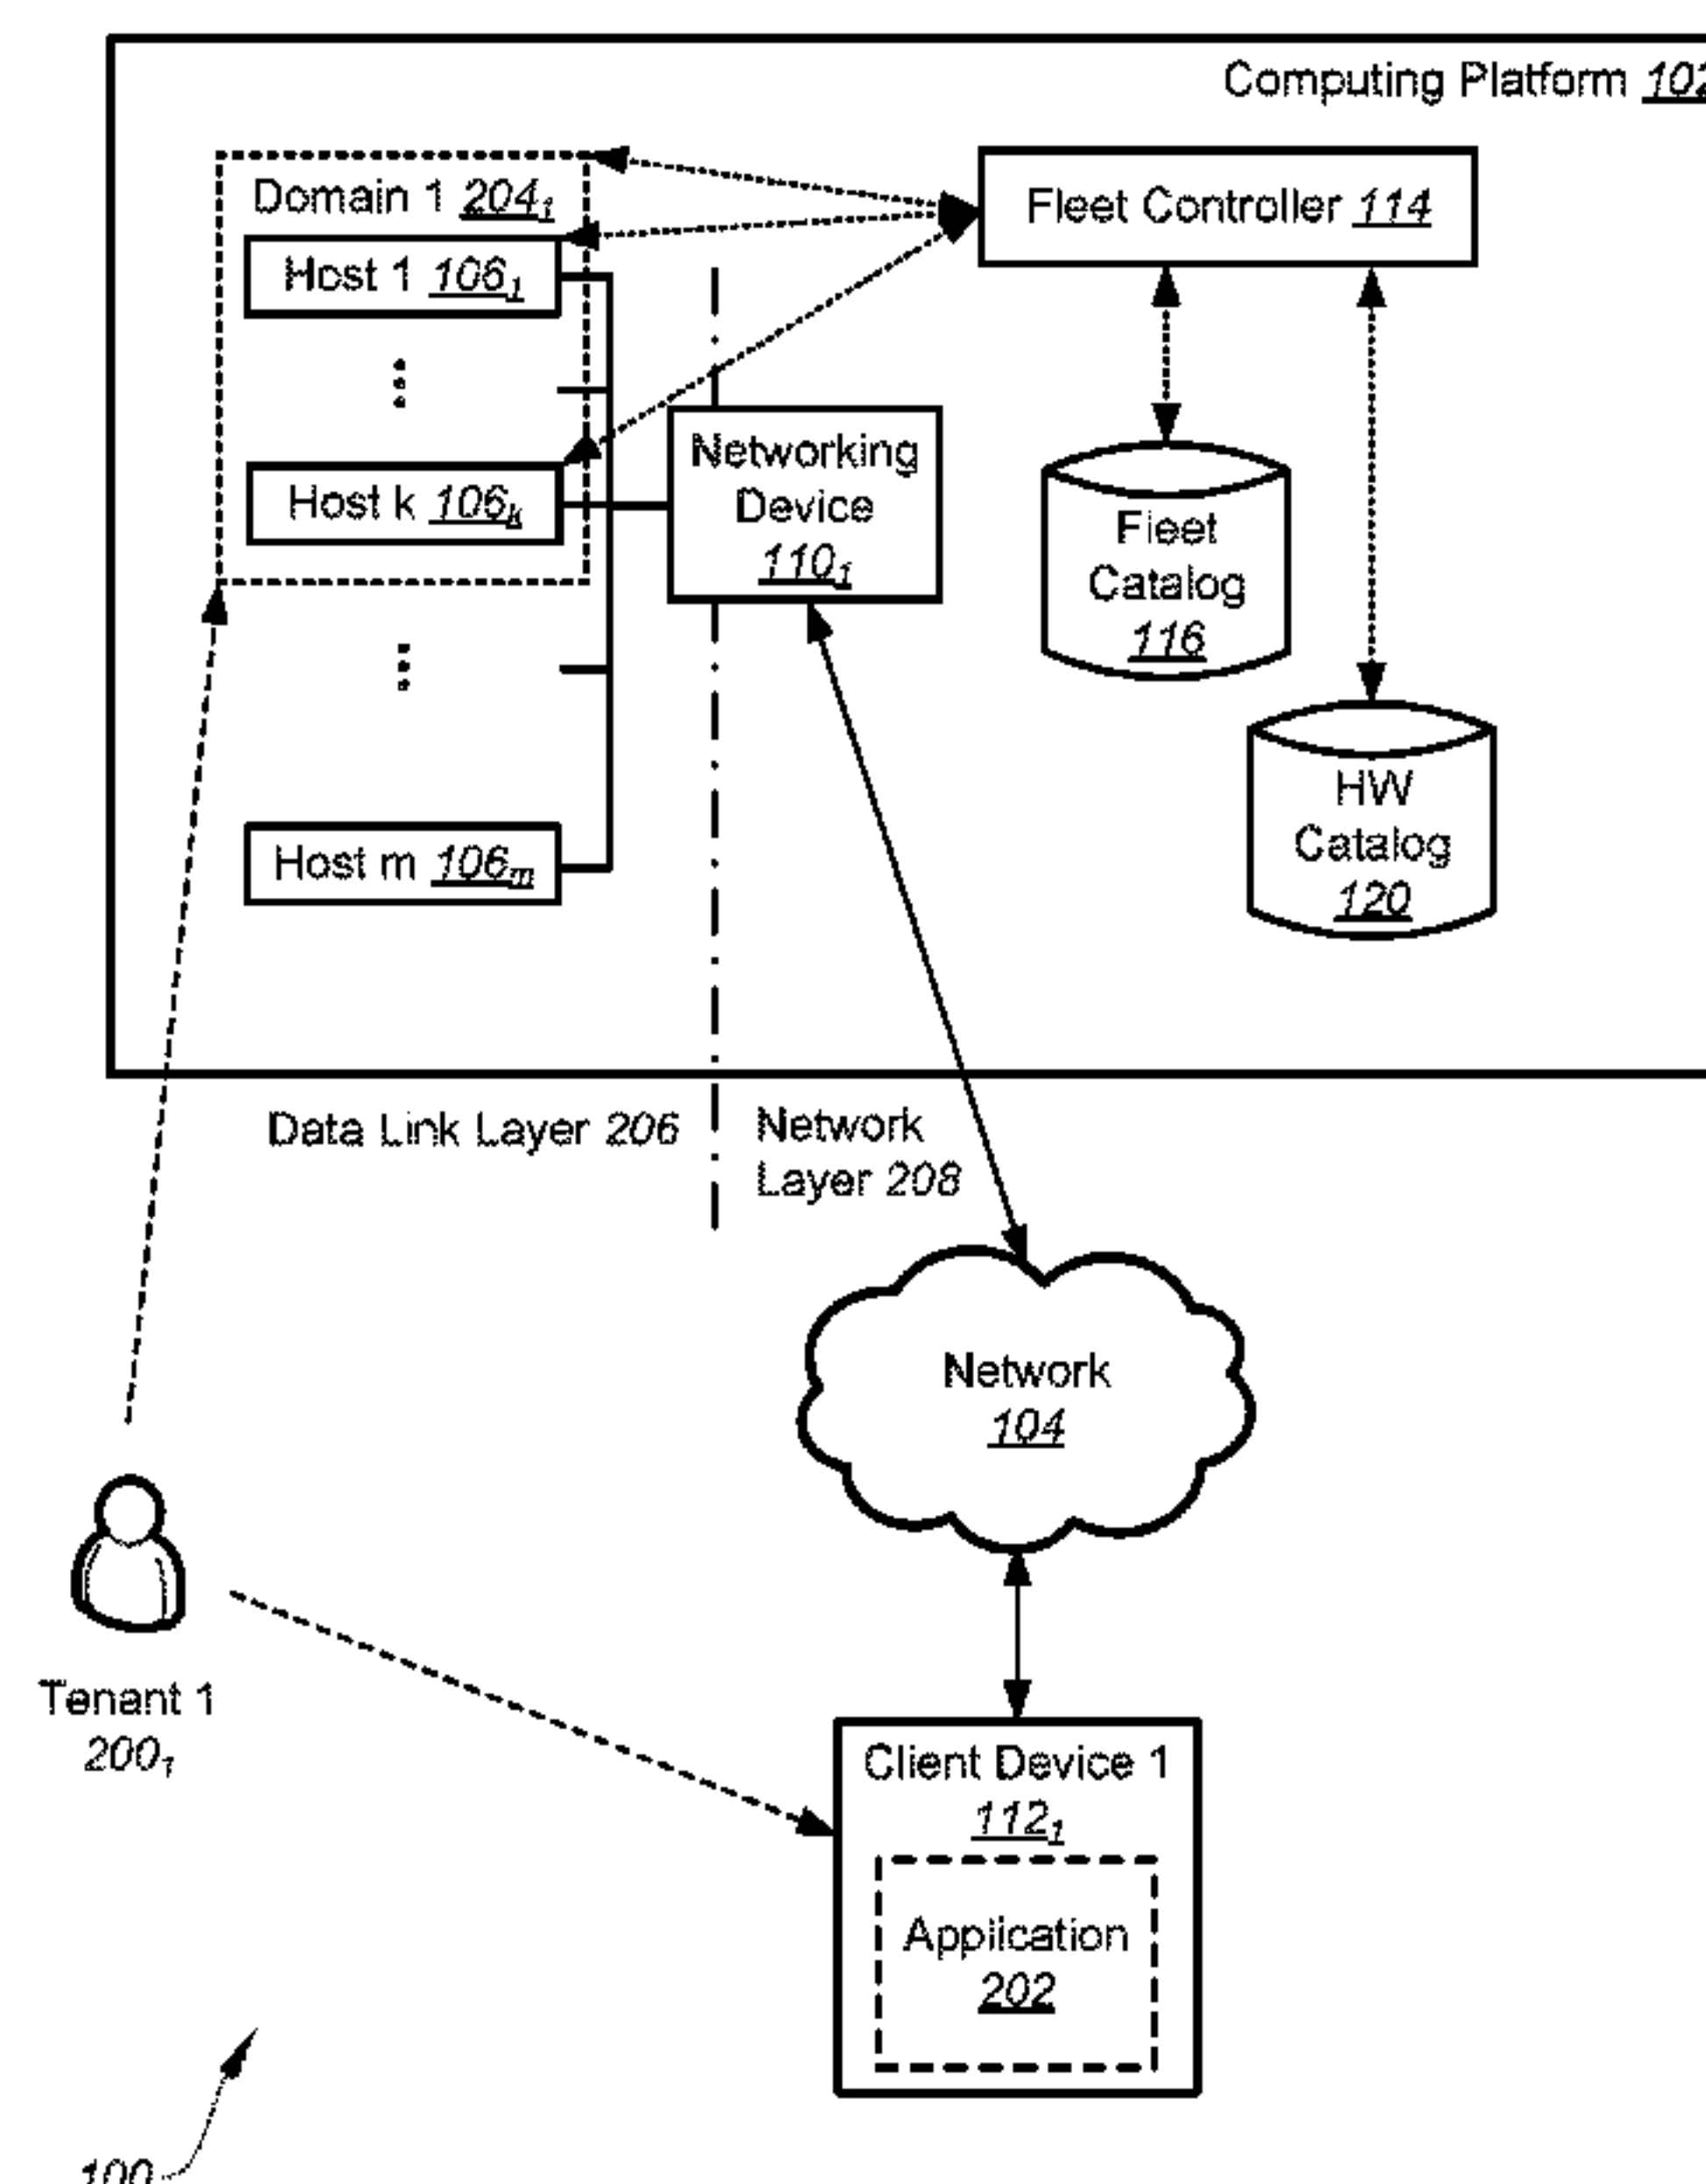 Computing Platform 102
Domain 1 204₁
Fleet Controller 114
Host 1 106₁
Networking
Device
110₁
Host k 106ₖ
Fleet
Catalog
116
HW
Catalog
120
Host m 106ₘ
Data Link Layer 206
Network
Layer 208
Network
104
Tenant 1
200₁
Client Device 1
112₁
Application
202
100